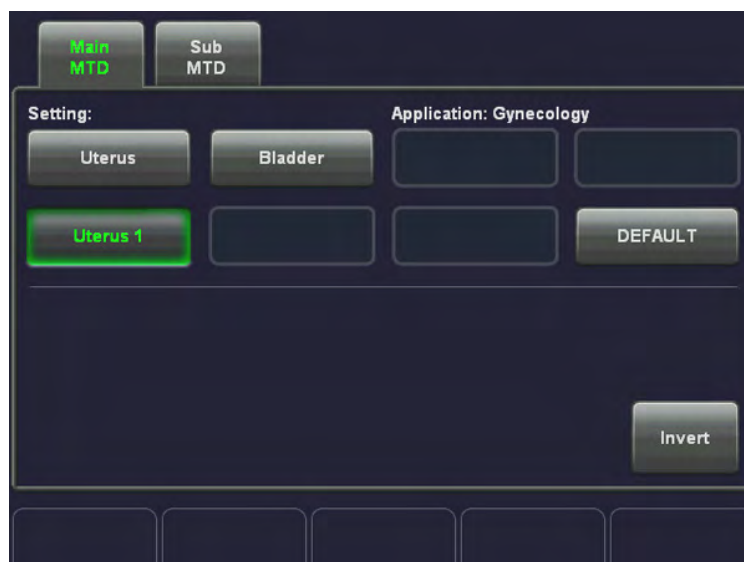 Main
MTD
Sub
MTD
Setting:
Application: Gynecology
Uterus
Bladder
Uterus 1
DEFAULT
Invert